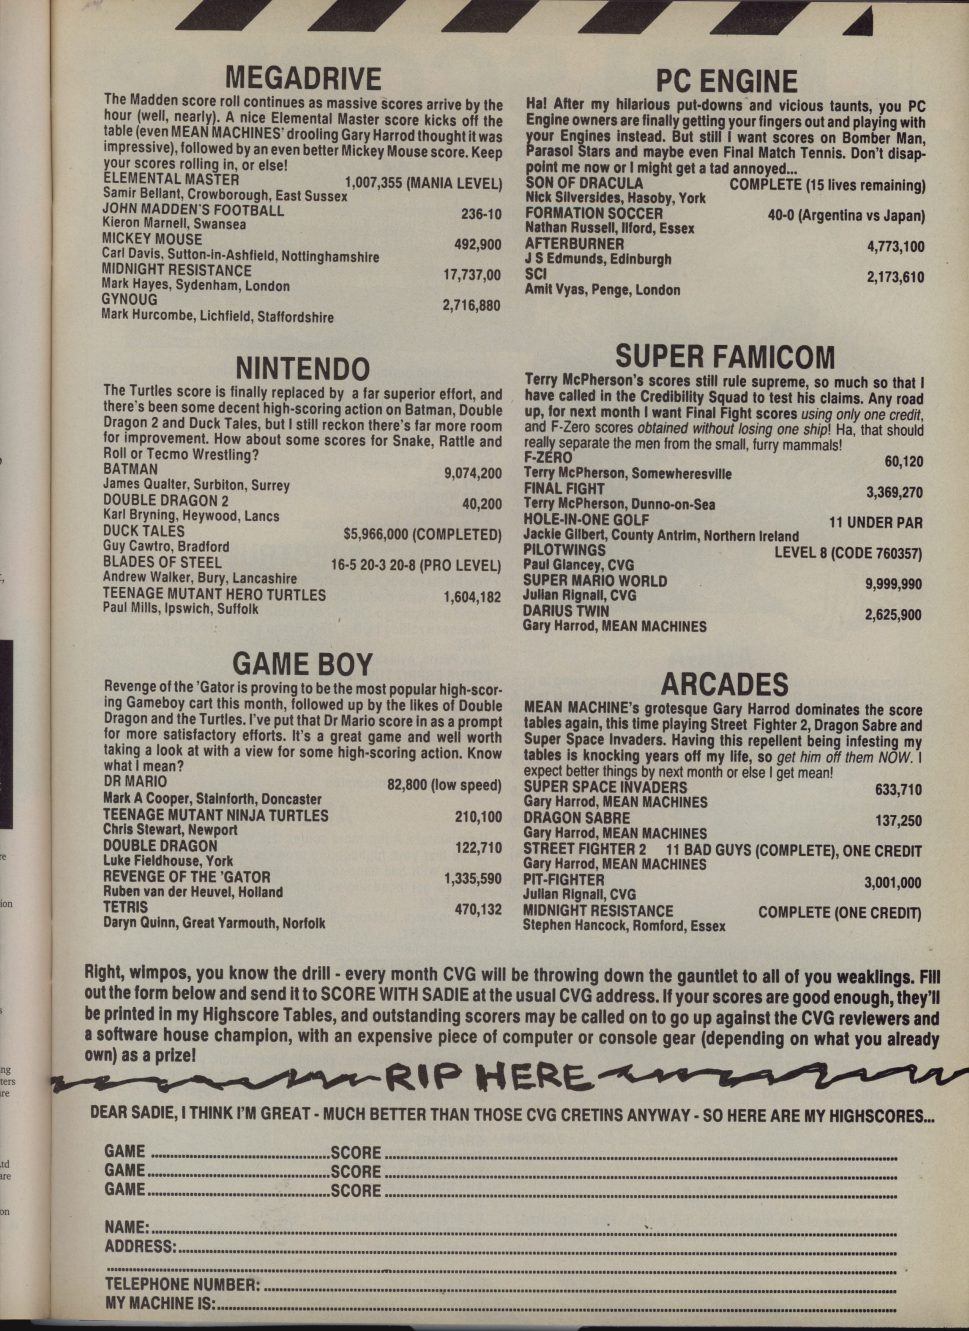 MEGADRIVE
The Madden score roll continues as massive scores arrive by the
hour (well, nearly). A nice Elemental Master score kicks off the
table (even MEAN MACHINES' drooling Gary Harrod thought it was
impressive), followed by an even better Mickey Mouse score. Keep
your scores rolling in, or else!
ELEMENTAL MASTER 1,007,355 (MANIA LEVEL)
Samir Bellant, Crowborough, East Sussex
JOHN MADDEN'S FOOTBALL 236-10
Kieron Marnell, Swansea
MICKEY MOUSE 492,900
Carl Davis, Sutton-in-Ashfield, Nottinghamshire
MIDNIGHT RESISTANCE 17,737,00
Mark Hayes, Sydenham, London
GYNOUG 2,716,880
Mark Hurcombe, Lichfield, Staffordshire
NINTENDO
The Turtles score is finally replaced by a far superior effort, and
there's been some decent high-scoring action on Batman, Double
Dragon 2 and Duck Tales, but I still reckon there's far more room
for improvement. How about some scores for Snake, Rattle and
Roll or Tecmo Wrestling?
BATMAN 9,074,200
James Qualter, Surbiton, Surrey
DOUBLE DRAGON 2 40,200
Karl Bryning, Heywood, Lancs
DUCK TALES $5,966,000 (COMPLETED)
Guy Cawtro, Bradford
BLADES OF STEEL 16-5 20-3 20-8 (PRO LEVEL)
Andrew Walker, Bury, Lancashire
TEENAGE MUTANT HERO TURTLES 1,604,182
Paul Mills, Ipswich, Suffolk
GAME BOY
Revenge of the 'Gator is proving to be the most popular high-scor-
ing Gameboy cart this month, followed up by the likes of Double
Dragon and the Turtles. I've put that Dr Mario score in as a prompt
for more satisfactory efforts. It's a great game and well worth
taking a look at with a view for some high-scoring action. Know
what I mean?
DR MARIO 82,800 (low speed)
Mark A Cooper, Stainforth, Doncaster
TEENAGE MUTANT NINJA TURTLES 210,100
Chris Stewart, Newport
DOUBLE DRAGON 122,710
Luke Fieldhouse, York
REVENGE OF THE 'GATOR 1,335,590
Ruben van der Heuvel, Holland
TETRIS 470,132
Daryn Quinn, Great Yarmouth, Norfolk
PC ENGINE
Ha! After my hilarious put-downs and vicious taunts, you PC
Engine owners are finally getting your fingers out and playing with
your Engines instead. But still I want scores on Bomber Man,
Parasol Stars and maybe even Final Match Tennis. Don't disap-
point me now or I might get a tad annoyed...
SON OF DRACULA COMPLETE (15 lives remaining)
Nick Silversides, Hasoby, York
FORMATION SOCCER 40-0 (Argentina vs Japan)
Nathan Russell, Ilford, Essex
AFTERBURNER 4,773,100
J S Edmunds, Edinburgh
SCI 2,173,610
Amit Vyas, Penge, London
SUPER FAMICOM
Terry McPherson's scores still rule supreme, so much so that I
have called in the Credibility Squad to test his claims. Any road
up, for next month I want Final Fight scores using only one credit,
and F-Zero scores obtained without losing one ship! Ha, that should
really separate the men from the small, furry mammals!
F-ZERO 60,120
Terry McPherson, Somewheresville
FINAL FIGHT 3,369,270
Terry McPherson, Dunno-on-Sea
HOLE-IN-ONE GOLF 11 UNDER PAR
Jackie Gilbert, County Antrim, Northern Ireland
PILOTWINGS LEVEL 8 (CODE 760357)
Paul Glancey, CVG
SUPER MARIO WORLD 9,999,990
Julian Rignall, CVG
DARIUS TWIN 2,625,900
Gary Harrod, MEAN MACHINES
ARCADES
MEAN MACHINE's grotesque Gary Harrod dominates the score
tables again, this time playing Street Fighter 2, Dragon Sabre and
Super Space Invaders. Having this repellent being infesting my
tables is knocking years off my life, so get him off them NOW. I
expect better things by next month or else I get mean!
SUPER SPACE INVADERS 633,710
Gary Harrod, MEAN MACHINES
DRAGON SABRE 137,250
Gary Harrod, MEAN MACHINES
STREET FIGHTER 2 11 BAD GUYS (COMPLETE), ONE CREDIT
Gary Harrod, MEAN MACHINES
PIT-FIGHTER 3,001,000
Julian Rignall, CVG
MIDNIGHT RESISTANCE COMPLETE (ONE CREDIT)
Stephen Hancock, Romford, Essex
Right, wimpos, you know the drill - every month CVG will be throwing down the gauntlet to all of you weaklings. Fill
out the form below and send it to SCORE WITH SADIE at the usual CVG address. If your scores are good enough, they'll
be printed in my Highscore Tables, and outstanding scorers may be called on to go up against the CVG reviewers and
a software house champion, with an expensive piece of computer or console gear (depending on what you already
own) as a prize!
RIP HERE
DEAR SADIE, I THINK I'M GREAT - MUCH BETTER THAN THOSE CVG CRETINS ANYWAY - SO HERE ARE MY HIGHSCORES...
GAME SCORE
GAME SCORE
GAME SCORE
NAME:
ADDRESS:
TELEPHONE NUMBER:
MY MACHINE IS: